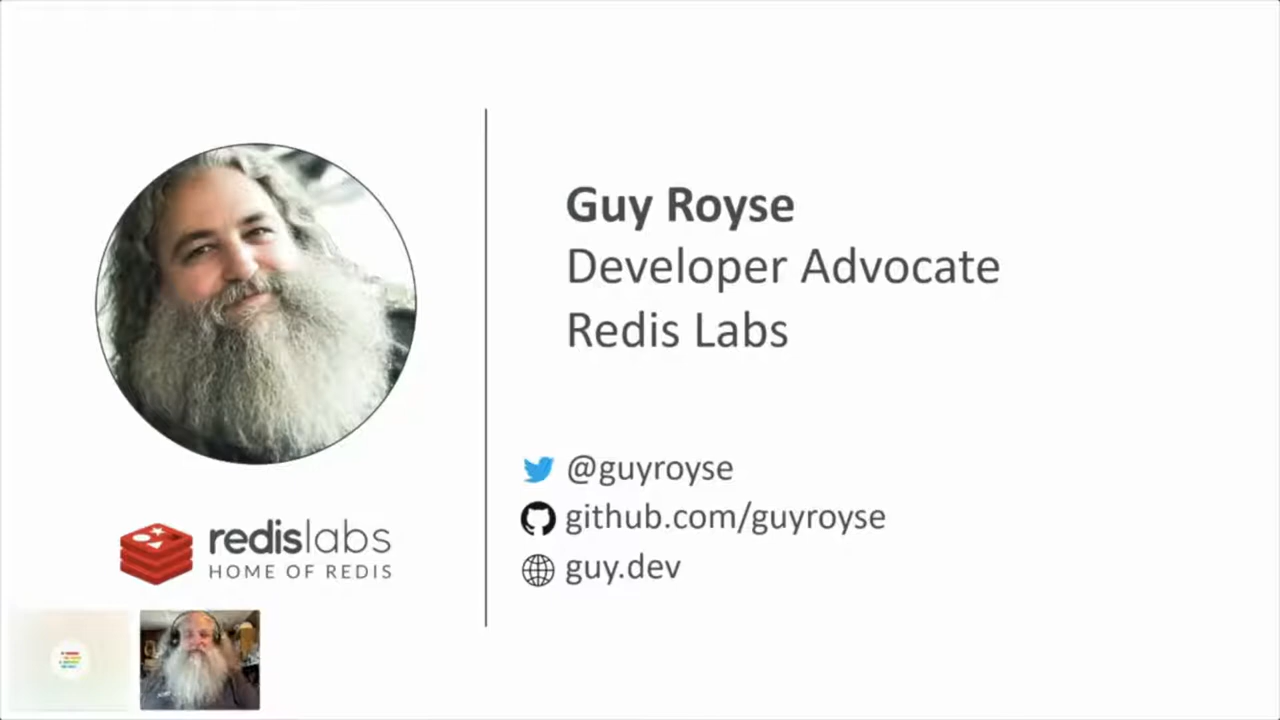 Guy Royse
Developer Advocate
Redis Labs
@guyroyse
github.com/guyroyse
guy.dev
redislabs
HOME OF REDIS